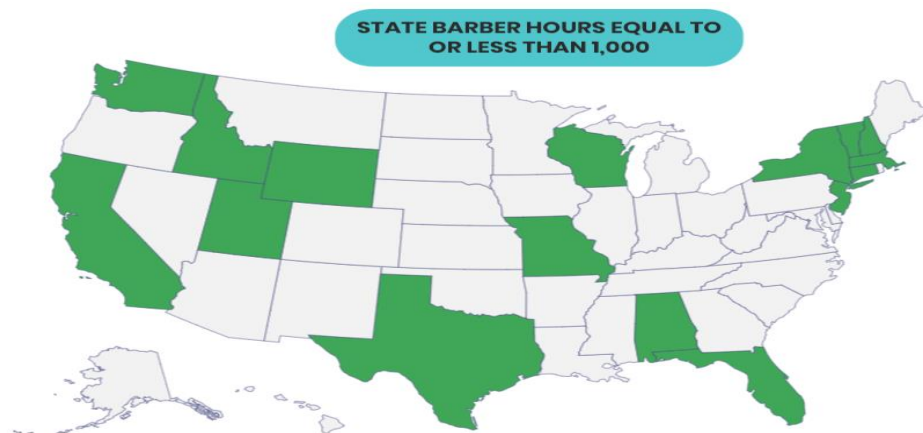 STATE BARBER HOURS EQUAL TO
OR LESS THAN 1,000